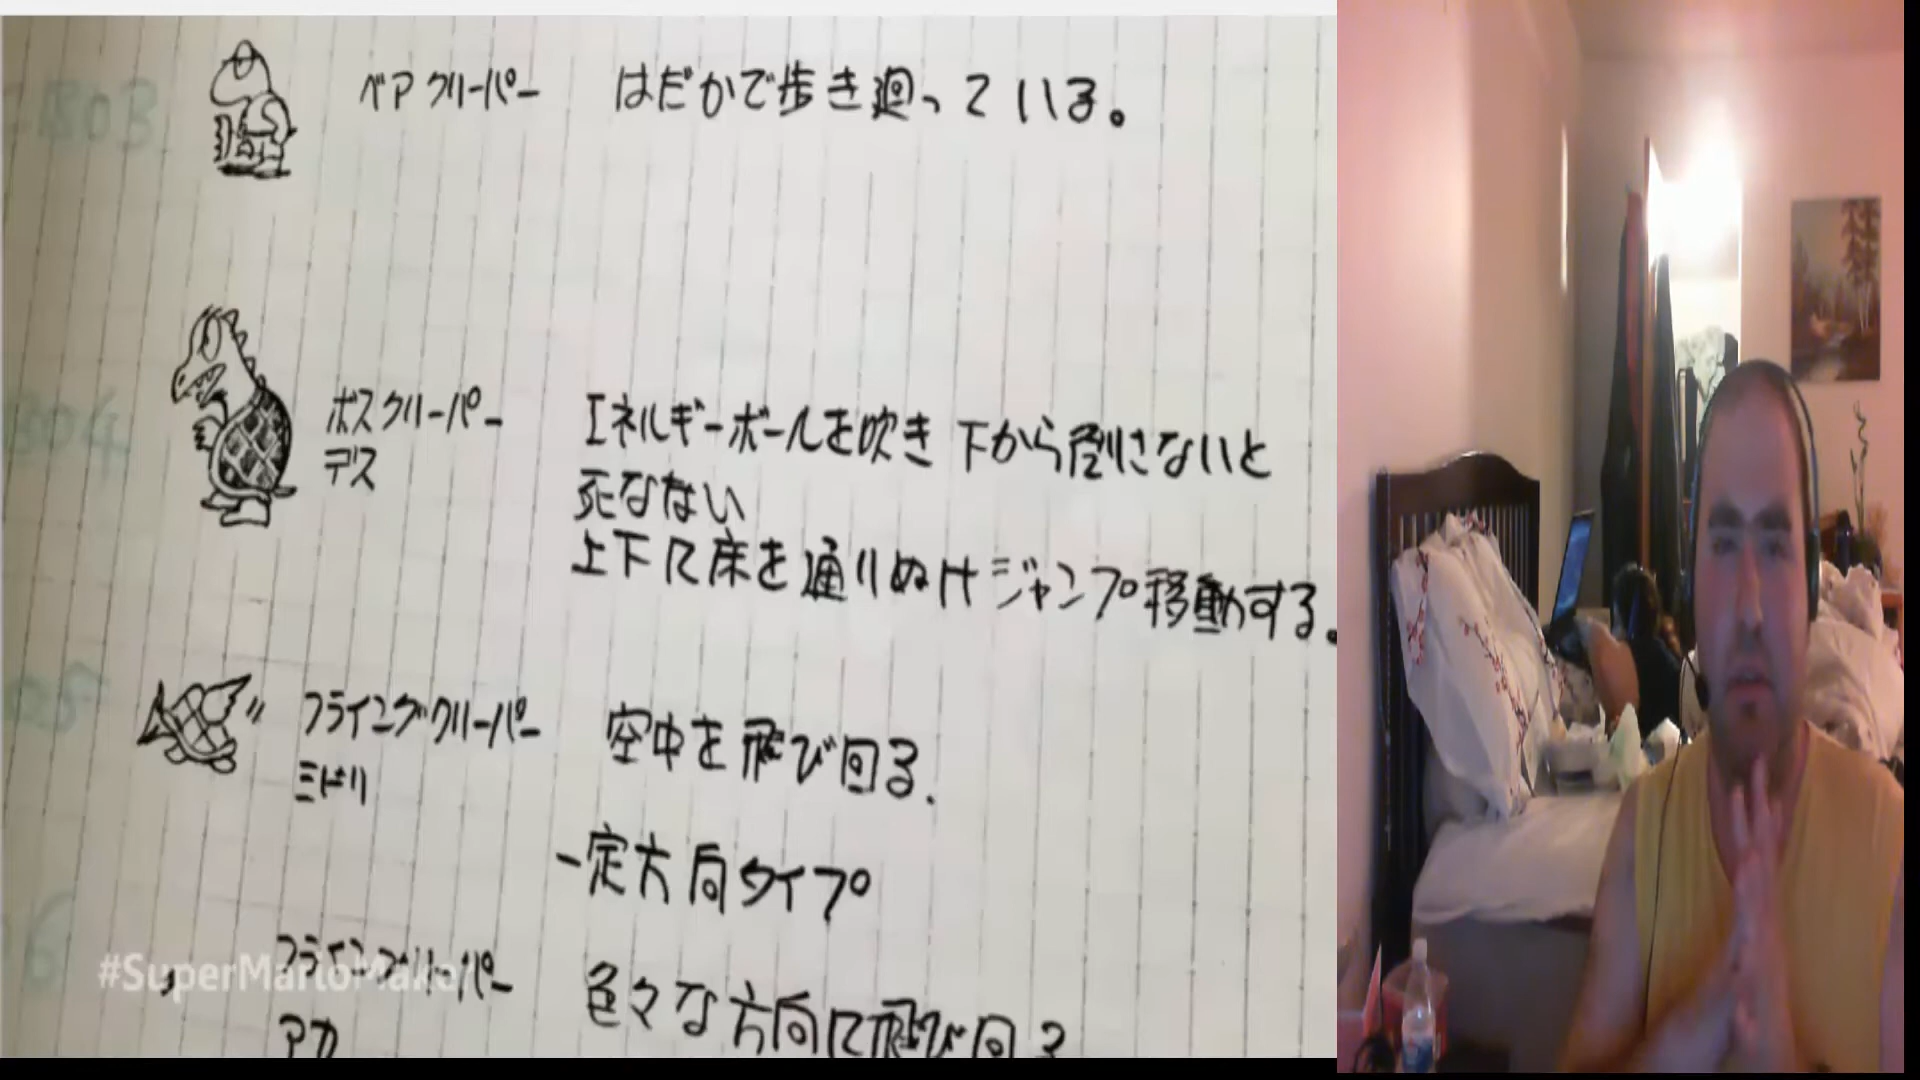 ベアクリーパー はだかで歩き廻っている。
ボスクリーパー エネルギーボールを吹き 下から倒さないと
デス 死なない
上下に床を通りぬけジャンプ移動する。
フライングクリーパー 空中を飛び回る.
ミドリ
一定方向タイプ
#SuperMarioMaker
フライングクリーパー 色々な方向に飛び回る
アカ